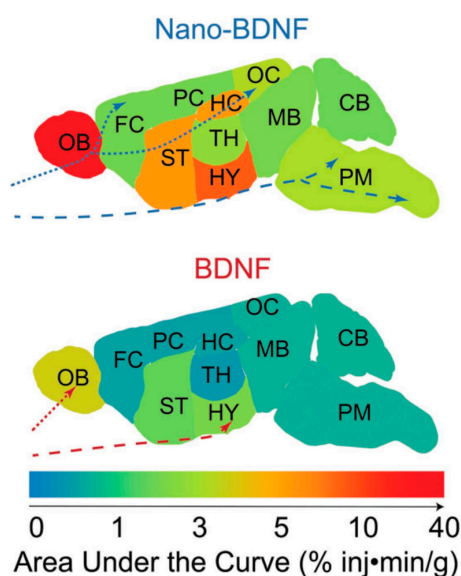 Nano-BDNF
OC
PC HC
CB
FC
MB
OB
TH
ST
HY
PM
BDNF
OC
PC HC
CB
FC
MB
OB
TH
ST
HY
PM
0 1 3 5 10 40
Area Under the Curve (% inj•min/g)